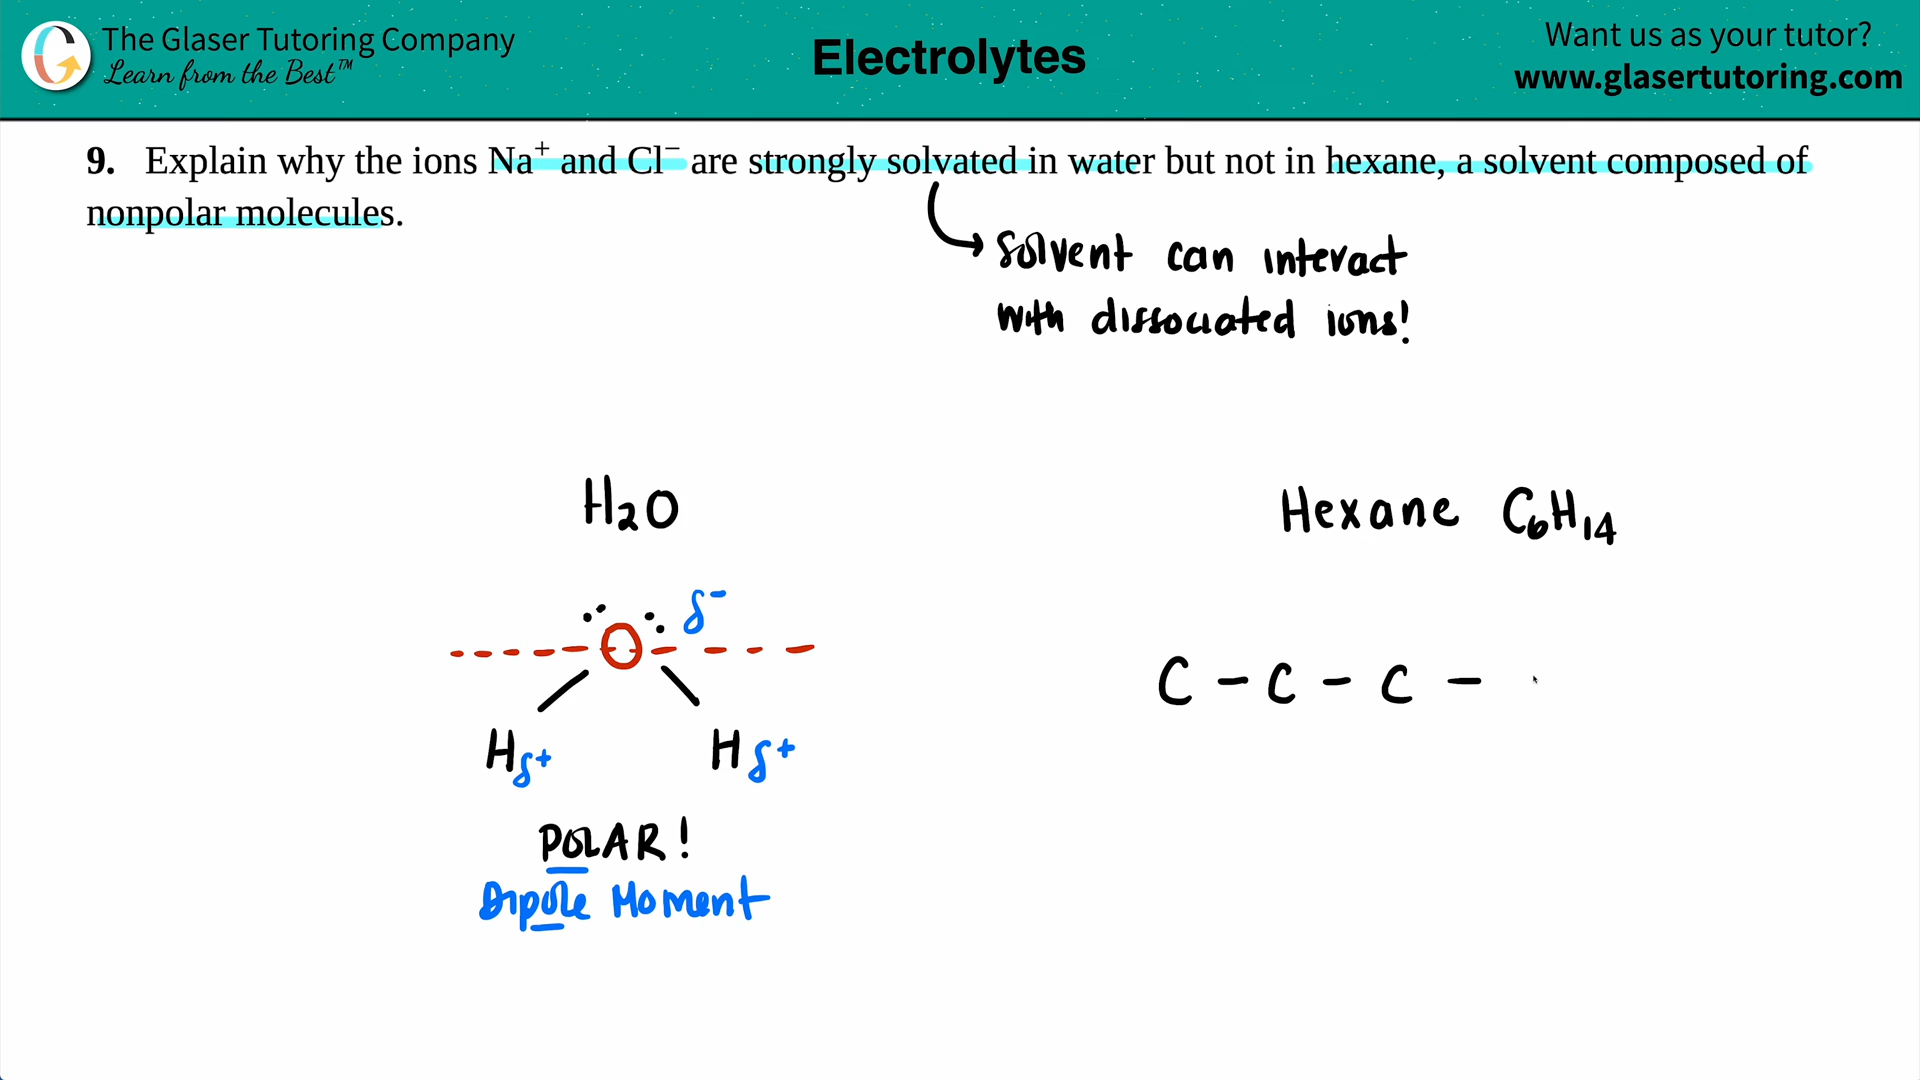 The Glaser Tutoring Company
Learn from the Best™
Electrolytes
Want us as your tutor?
www.glasertutoring.com
9. Explain why the ions Na⁺ and Cl⁻ are strongly solvated in water but not in hexane, a solvent composed of
nonpolar molecules.
Solvent can interact
with dissociated ions!
H₂O
Hexane C₆H₁₄
δ⁻
O
C - C - C -
H δ⁺ H δ⁺
POLAR!
Dipole Moment